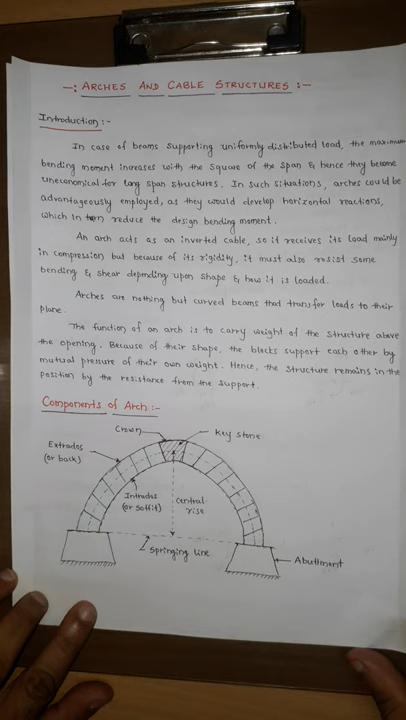 -: ARCHES AND CABLE STRUCTURES :-
Introduction :-
In case of beams supporting uniformly distributed load, the maximum
bending moment increases with the square of the span & hence they become
uneconomical for long span structures. In such situations, arches could be
advantageously employed, as they would develop horizontal reactions,
which in turn reduce the design bending moment.
An arch acts as an inverted cable, so it receives its load mainly
in compression but because of its rigidity, it must also resist some
bending & shear depending upon shape & how it is loaded.
Arches are nothing but curved beams that transfer loads to their
plane.
The function of an arch is to carry weight of the structure above
the opening. Because of their shape, the blocks support each other by
mutual presure of their own weight. Hence, the structure remains in the
position by the resistance from the support.
Components of Arch :-
Crown
Key stone
Extrados
(or back)
Intrados
(or soffit)
Central
rise
Springing line
Abutment